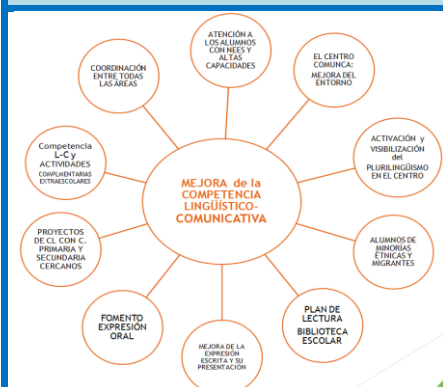 ATENCIÓN A
LOS ALUMNOS
CON NEES Y
ALTAS
CAPACIDADES
EL CENTRO
COMUNCA:
MEJORA DEL
ENTORNO
ACTIVACIÓN y
VISIBILIZACIÓN
del
PLURILINGÜISMO
EN EL CENTRO
ALUMNOS DE
MINORÍAS
ÉTNICAS Y
MIGRANTES
PLAN DE
LECTURA
BIBLIOTECA
ESCOLAR
MEJORA DE LA
EXPRESIÓN
ESCRITA Y SU
PRESENTACIÓN
FOMENTO
EXPRESIÓN
ORAL
PROYECTOS
DE CL CON C.
PRIMARIA Y
SECUNDARIA
CERCANOS
Competencia
L-C y
ACTIVIDADES
COMPLMENTARIAS
EXTRAESCOLARES
COORDINACIÓN
ENTRE TODAS
LAS ÁREAS
MEJORA de la
COMPETENCIA
LINGÜÍSTICO-
COMUNICATIVA